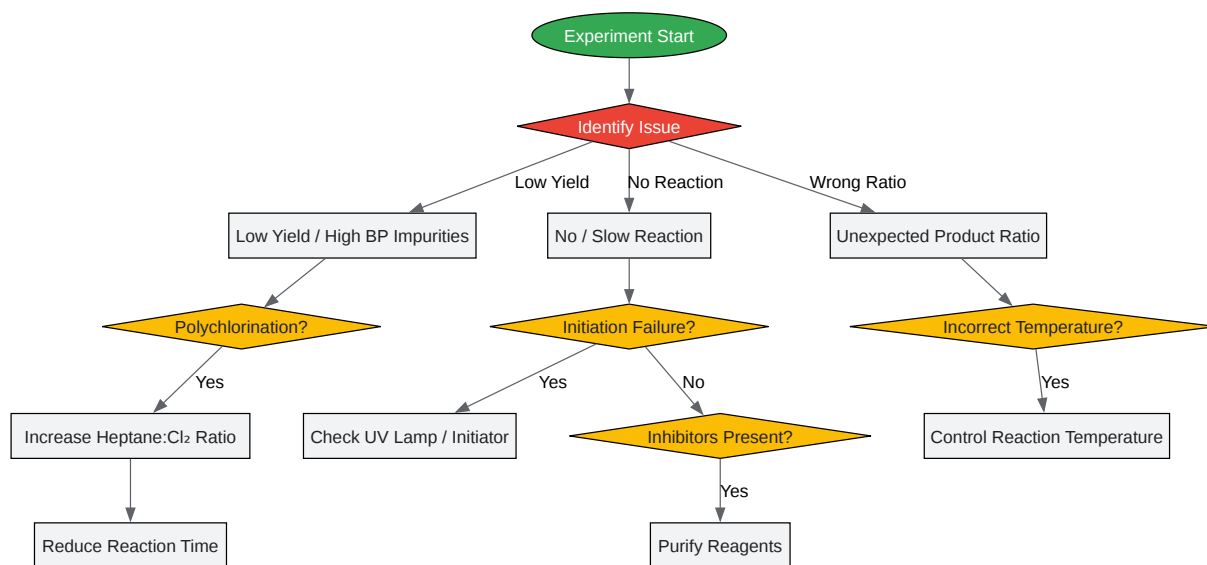 Experiment Start
Identify Issue
Low Yield
No Reaction
Wrong Ratio
Low Yield / High BP Impurities
No / Slow Reaction
Unexpected Product Ratio
Polychlorination?
Initiation Failure?
Incorrect Temperature?
Yes
Yes
No
Yes
Increase Heptane:Cl₂ Ratio
Check UV Lamp / Initiator
Inhibitors Present?
Control Reaction Temperature
Yes
Reduce Reaction Time
Purify Reagents